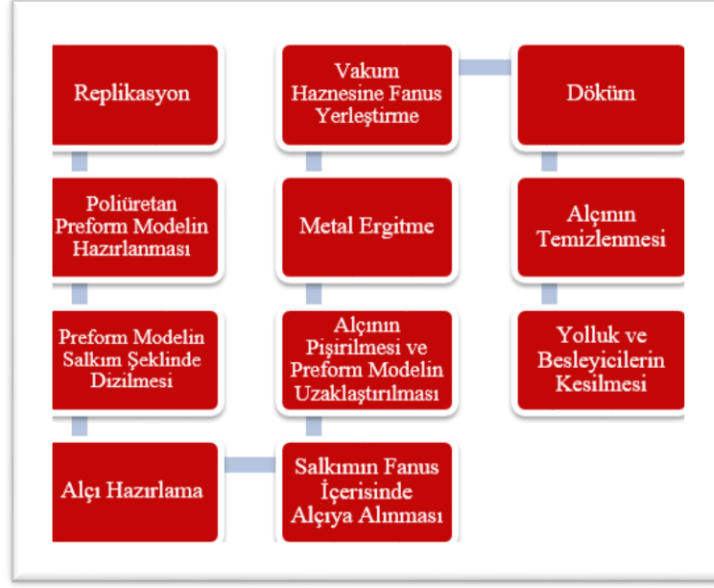 Replikasyon
Poliüretan
Preform Modelin
Hazırlanması
Preform Modelin
Salkım Şeklinde
Dizilmesi
Alçı Hazırlama
Salkımın Fanus
İçerisinde
Alçıya Alınması
Alçının
Pişirilmesi ve
Preform Modelin
Uzaklaştırılması
Metal Ergitme
Vakum
Haznesine Fanus
Yerleştirme
Döküm
Alçının
Temizlenmesi
Yolluk ve
Besleyicilerin
Kesilmesi